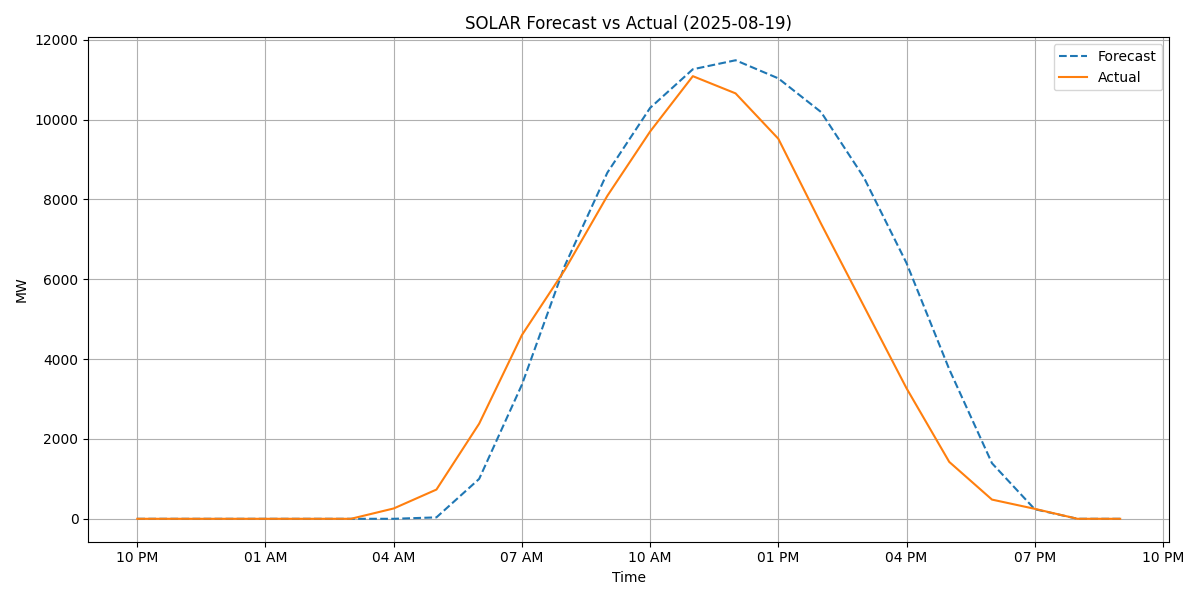 SOLAR Forecast vs Actual (2025-08-19)
12000
10000
8000
6000
4000
2000
0
MW
Forecast
Actual
10 PM 01 AM 04 AM 07 AM 10 AM 01 PM 04 PM 07 PM 10 PM
Time